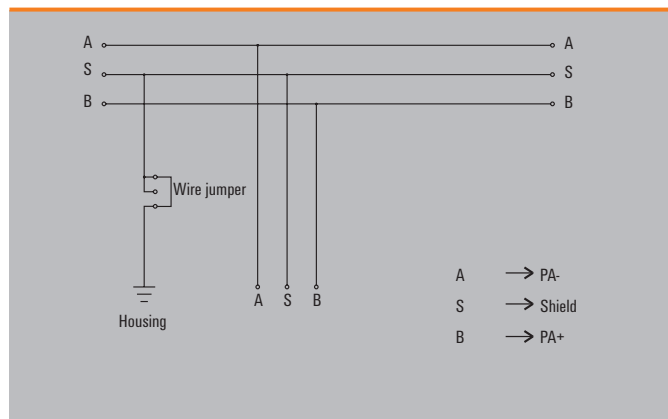 A A
S S
B B
Wire jumper
A S B
Housing
A → PA-
S → Shield
B → PA+